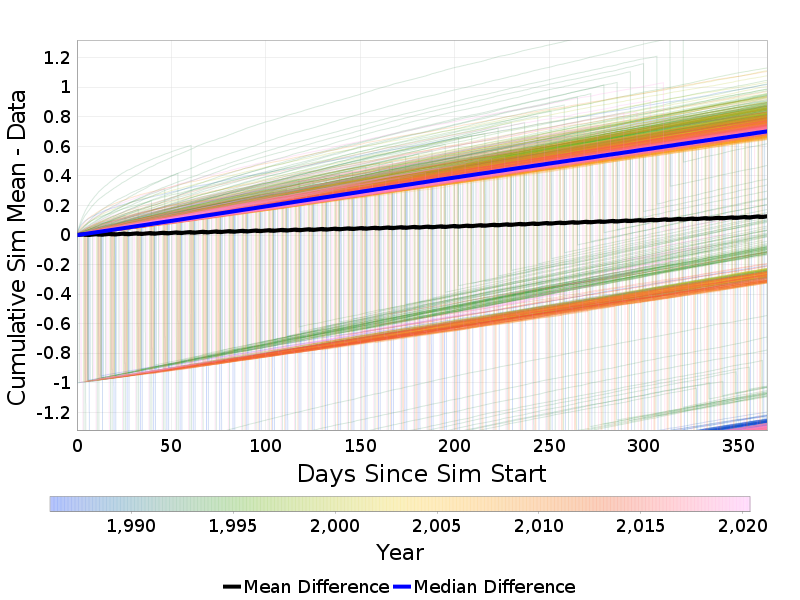 Cumulative Sim Mean - Data
1.2
1
0.8
0.6
0.4
0.2
0
-0.2
-0.4
-0.6
-0.8
-1
-1.2
0 50 100 150 200 250 300 350
Days Since Sim Start
1,990 1,995 2,000 2,005 2,010 2,015 2,020
Year
Mean Difference Median Difference